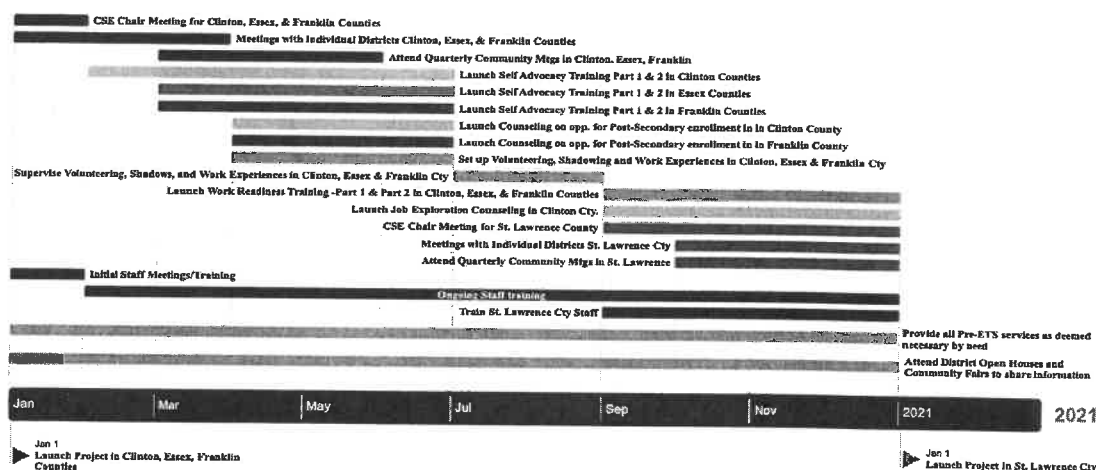 CSE Chair Meeting for Clinton, Essex, & Franklin Counties
Meetings with Individual Districts Clinton, Essex, & Franklin Counties
Attend Quarterly Community Mtgs in Clinton, Essex, Franklin
Launch Self Advocacy Training Part 1 & 2 in Clinton Counties
Launch Self Advocacy Training Part 1 & 2 in Essex Counties
Launch Self Advocacy Training Part 1 & 2 in Franklin Counties
Launch Counseling on opp. for Post-Secondary enrollment in in Clinton County
Launch Counseling on opp. for Post-Secondary enrollment in in Franklin County
Set up Volunteering, Shadowing and Work Experiences in Clinton, Essex & Franklin Cty
Supervise Volunteering, Shadows, and Work Experiences in Clinton, Essex & Franklin Cty
Launch Work Readiness Training -Part 1 & Part 2 in Clinton, Essex, & Franklin Counties
Launch Job Exploration Counseling in Clinton Cty.
CSE Chair Meeting for St. Lawrence County
Meetings with Individual Districts St. Lawrence Cty
Attend Quarterly Community Mtgs in St. Lawrence
Initial Staff Meetings/Training
Ongoing Staff training
Train St. Lawrence Cty Staff
Provide all Pre-ETS services as deemed
necessary by need
Attend District Open Houses and
Community Fairs to share information
Jan Mar May Jul Sep Nov 2021 2021
Jan 1
Launch Project in Clinton, Essex, Franklin
Counties
Jan 1
Launch Project in St. Lawrence Cty